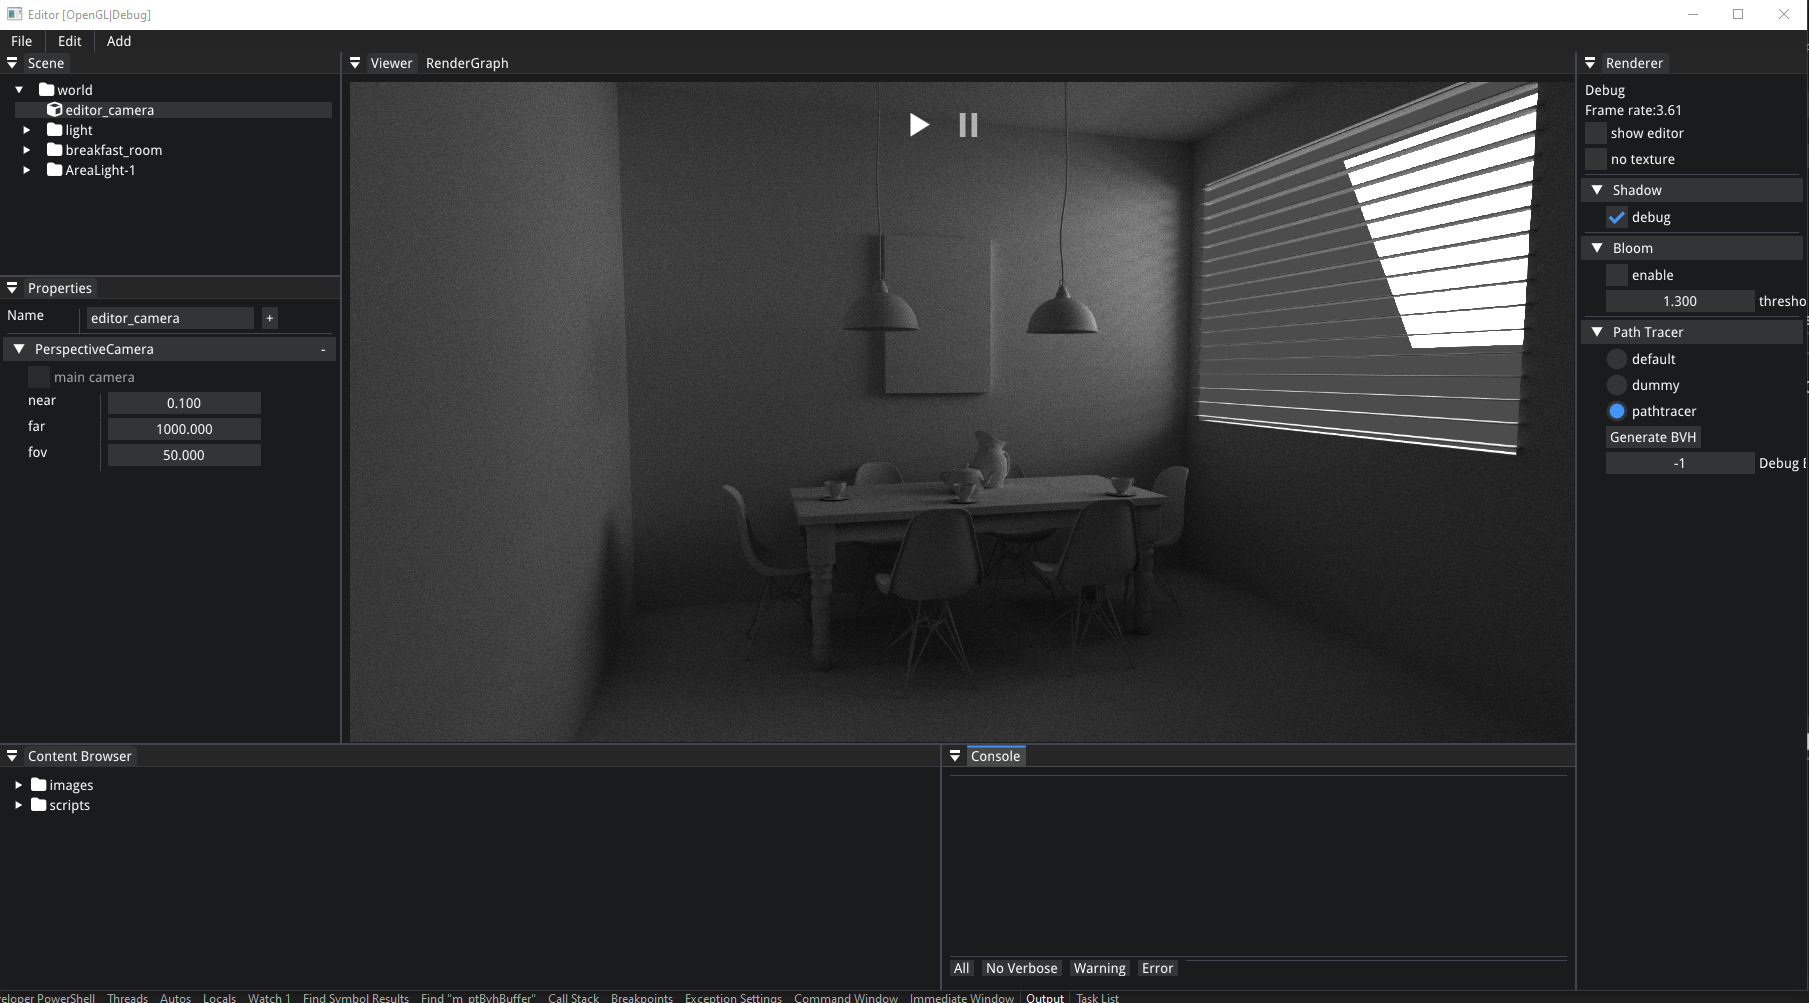 Editor [OpenGL|Debug]
File Edit Add
Scene
world
editor_camera
light
breakfast_room
AreaLight-1
Properties
Name editor_camera +
PerspectiveCamera -
main camera
near 0.100
far 1000.000
fov 50.000
Viewer RenderGraph
Renderer
Debug
Frame rate:3.61
show editor
no texture
Shadow
debug
Bloom
enable
1.300 thresho
Path Tracer
default
dummy
pathtracer
Generate BVH
-1 Debug
Content Browser
images
scripts
Console
All No Verbose Warning Error
eloper PowerShell Threads Autos Locals Watch 1 Find Symbol Results Find "m_ptBvhBuffer" Call Stack Breakpoints Exception Settings Command Window Immediate Window Output Task List